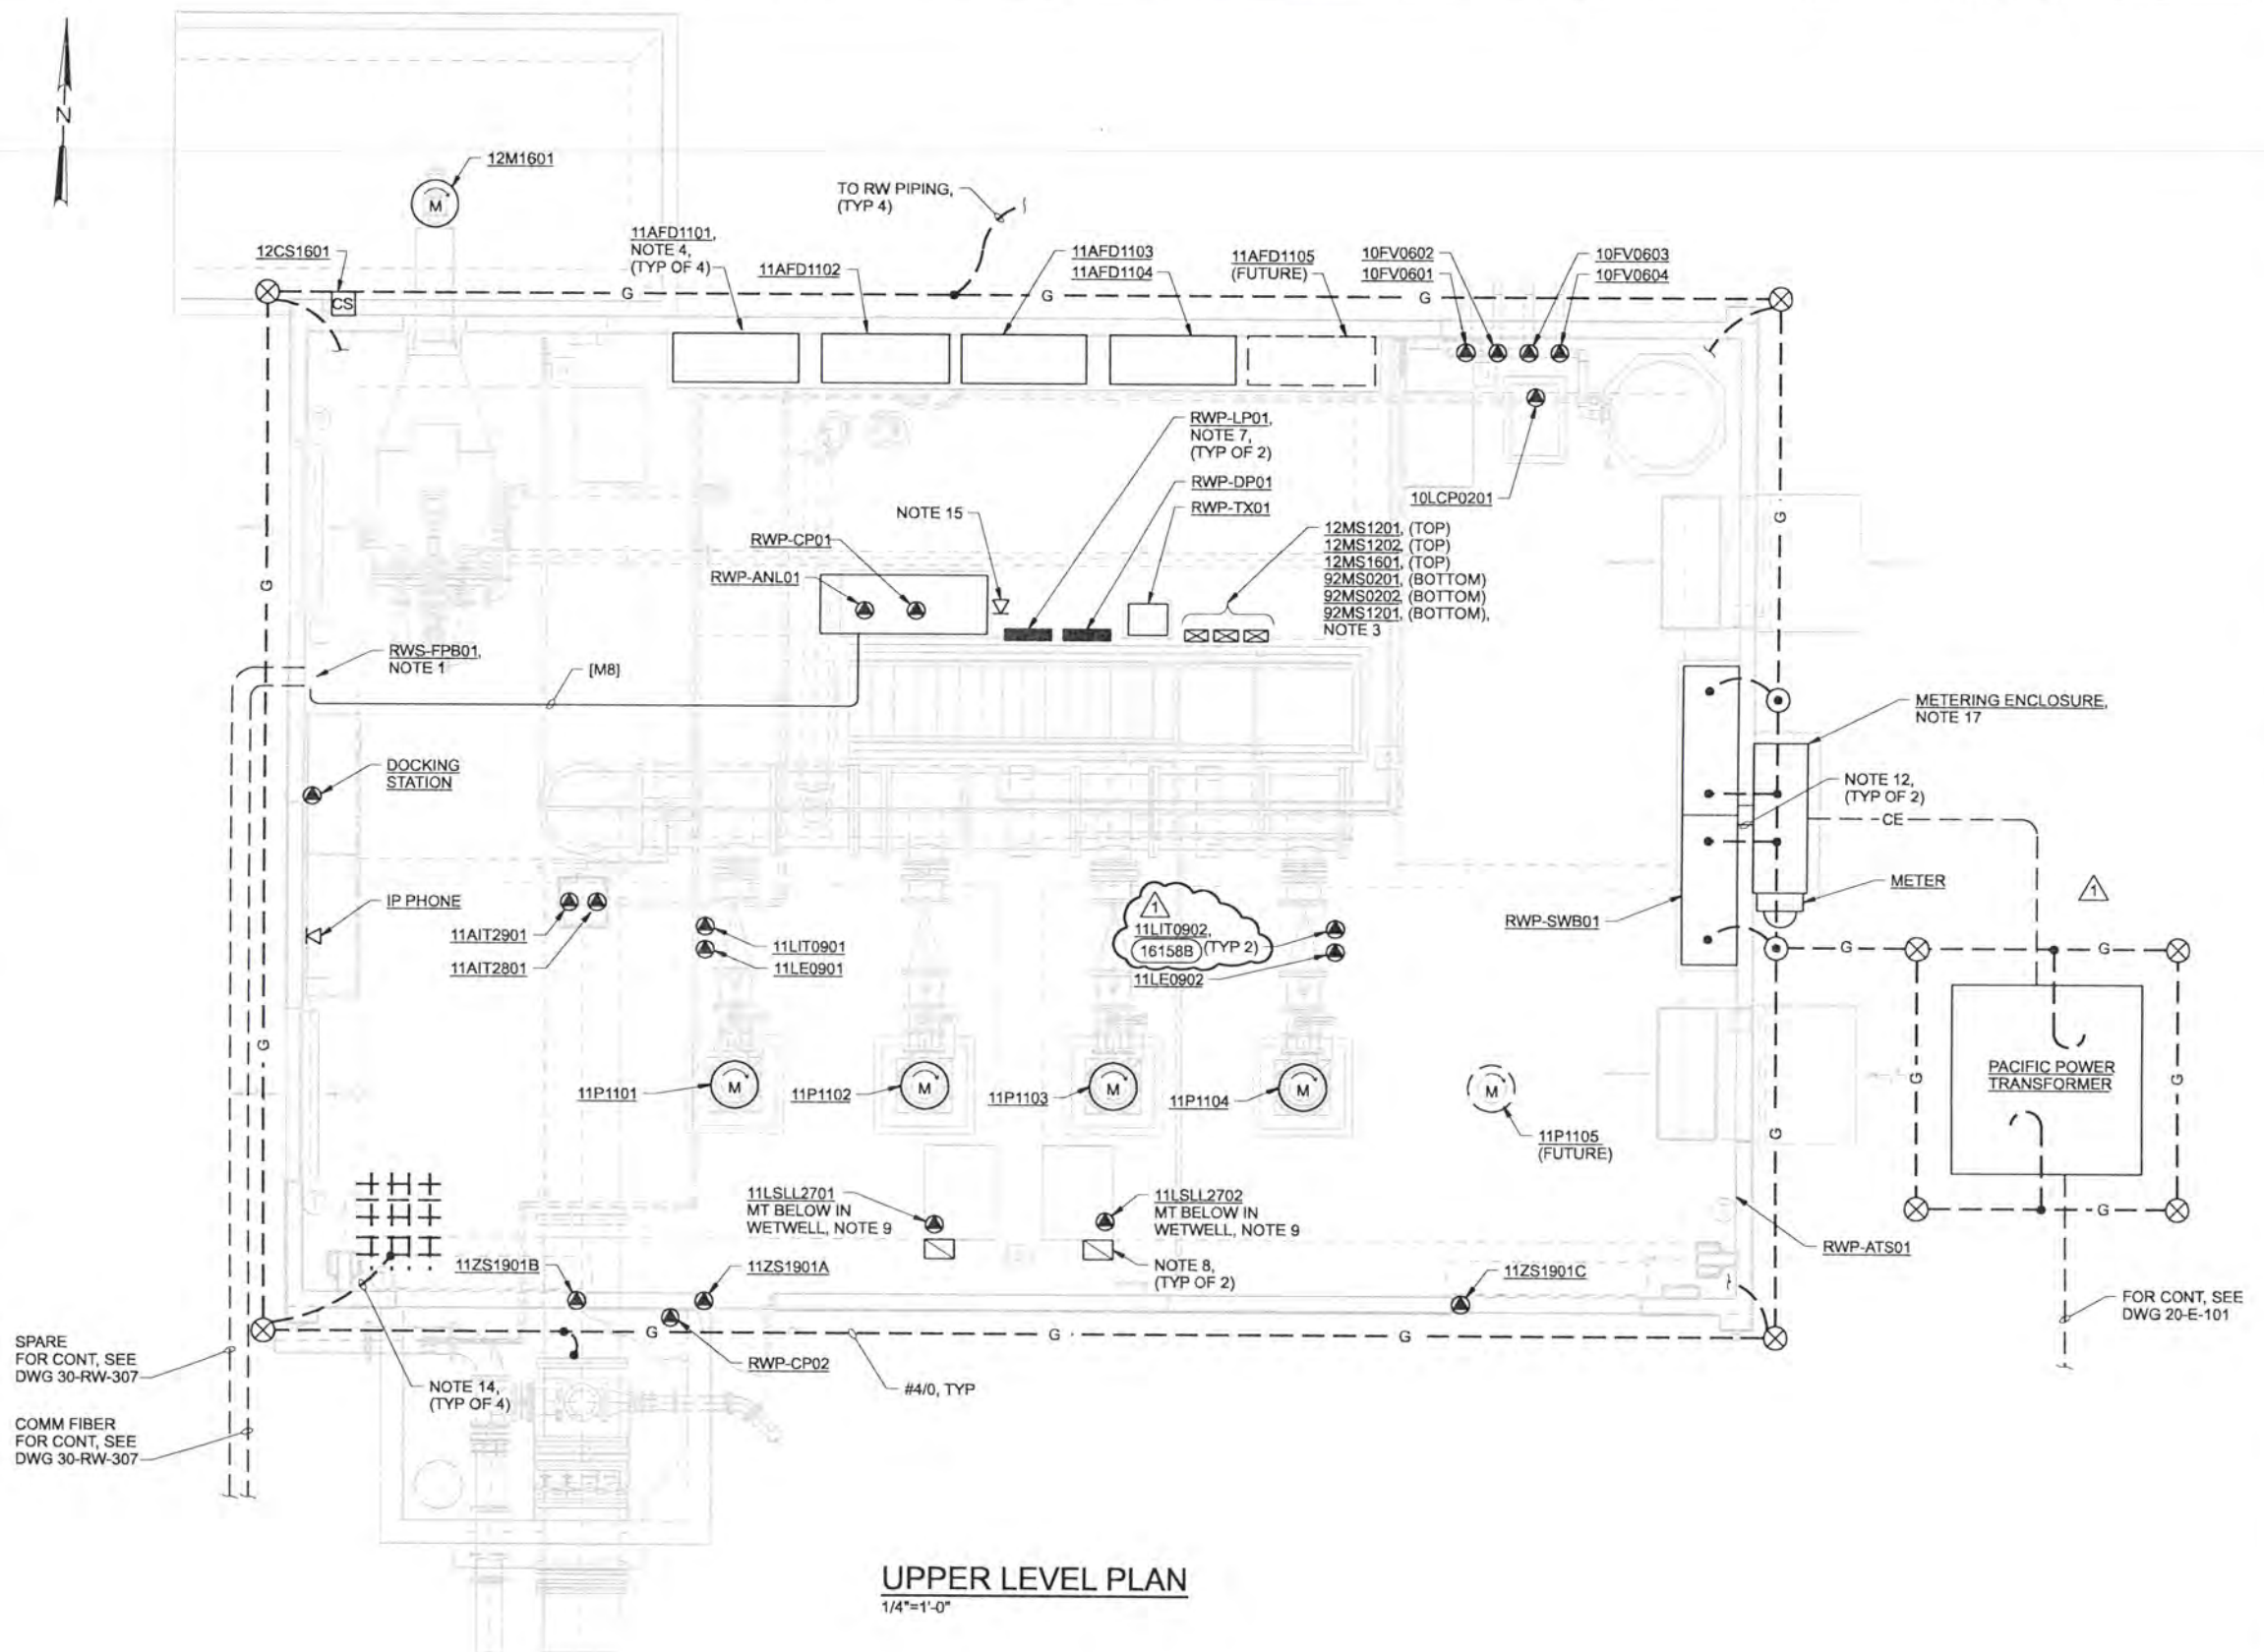 N
12M1601
TO RW PIPING,
(TYP 4)
12CS1601
CS
M
11AFD1101,
NOTE 4,
(TYP OF 4)
11AFD1102
11AFD1103
11AFD1104
11AFD1105
(FUTURE)
10FV0602
10FV0601
10FV0603
10FV0604
G
G
G
RWP-LP01,
NOTE 7,
(TYP OF 2)
RWP-DP01
RWP-TX01
10LCP0201
NOTE 15
RWP-CP01
RWP-ANL01
12MS1201, (TOP)
12MS1202, (TOP)
12MS1601, (TOP)
92MS0201, (BOTTOM)
92MS0202, (BOTTOM)
92MS1201, (BOTTOM),
NOTE 3
G
G
RWS-FPB01,
NOTE 1
[M8]
METERING ENCLOSURE,
NOTE 17
DOCKING
STATION
NOTE 12,
(TYP OF 2)
CE
IP PHONE
METER
1
11AIT2901
11AIT2801
11LIT0901
11LE0901
1
11LIT0902,
16158B (TYP 2)
11LE0902
RWP-SWB01
G
G
G
11P1101
M
11P1102
M
11P1103
M
11P1104
M
M
11P1105
(FUTURE)
PACIFIC POWER
TRANSFORMER
G
G
G
G
11LSLL2701
MT BELOW IN
WETWELL, NOTE 9
11LSLL2702
MT BELOW IN
WETWELL, NOTE 9
NOTE 8,
(TYP OF 2)
RWP-ATS01
11ZS1901B
11ZS1901A
11ZS1901C
FOR CONT, SEE
DWG 20-E-101
G
G
G
SPARE
FOR CONT, SEE
DWG 30-RW-307
RWP-CP02
#4/0, TYP
NOTE 14,
(TYP OF 4)
COMM FIBER
FOR CONT, SEE
DWG 30-RW-307
UPPER LEVEL PLAN
1/4"=1'-0"